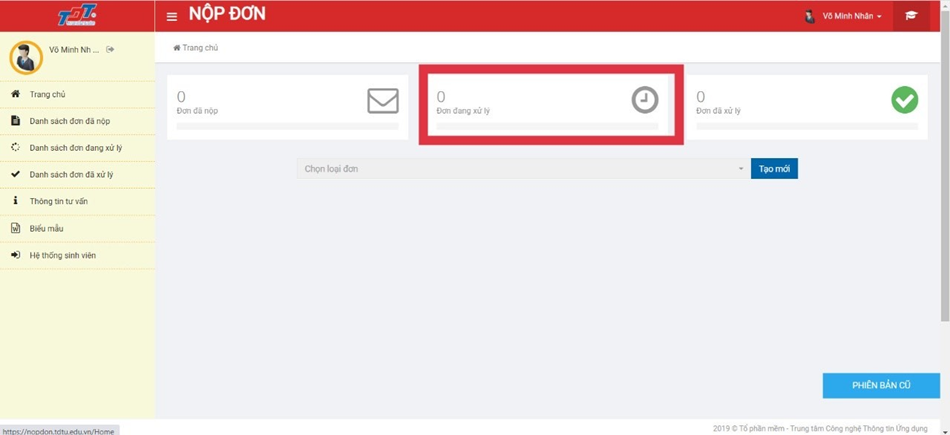 TDT
NỘP ĐƠN
Võ Minh Nhân
Võ Minh Nh ...
Trang chủ
Trang chủ
Danh sách đơn đã nộp
Danh sách đơn đang xử lý
Danh sách đơn đã xử lý
Thông tin tư vấn
Biểu mẫu
Hệ thống sinh viên
0
Đơn đã nộp
0
Đơn đang xử lý
0
Đơn đã xử lý
Chọn loại đơn
Tạo mới
PHIÊN BẢN CŨ
2019 © Tổ phần mềm - Trung tâm Công nghệ Thông tin Ứng dụng
https://nopdon.tdtu.edu.vn/Home